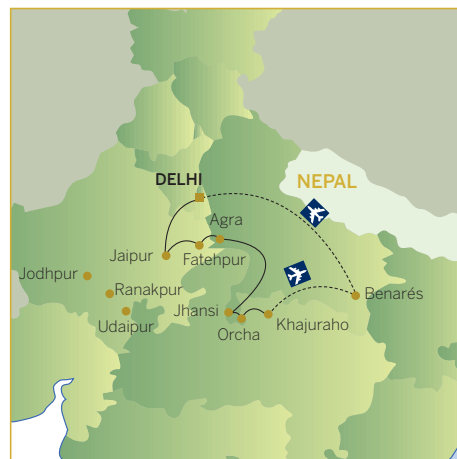 DELHI
NEPAL
Agra
Jaipur
Fatehpur
Jodhpur
Ranakpur
Benarés
Jhansi
Udaipur
Khajuraho
Orcha